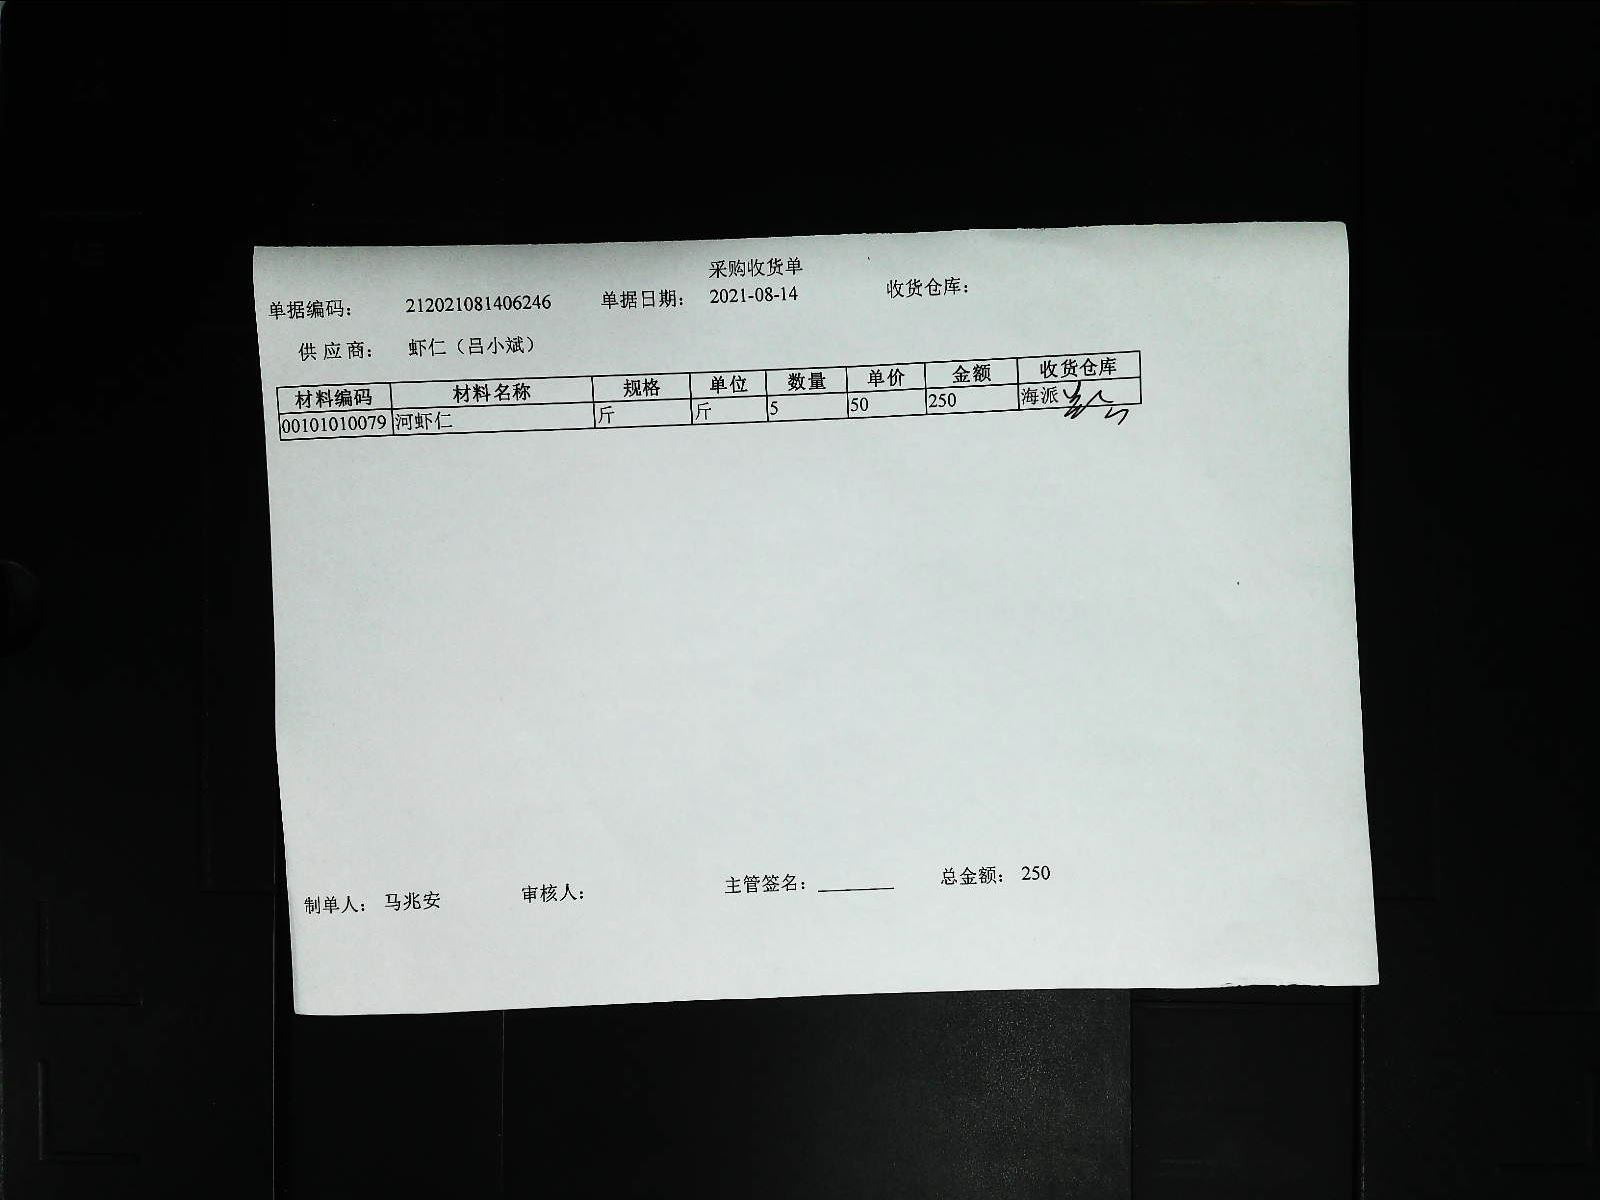 采购收货单
单据编码： 212021081406246 单据日期： 2021-08-14 收货仓库：
供应商： 虾仁（吕小斌）
材料编码 材料名称 规格 单位 数量 单价 金额 收货仓库
00101010079 河虾仁 斤 斤 5 50 250 海派
制单人： 马兆安 审核人： 主管签名：________ 总金额： 250